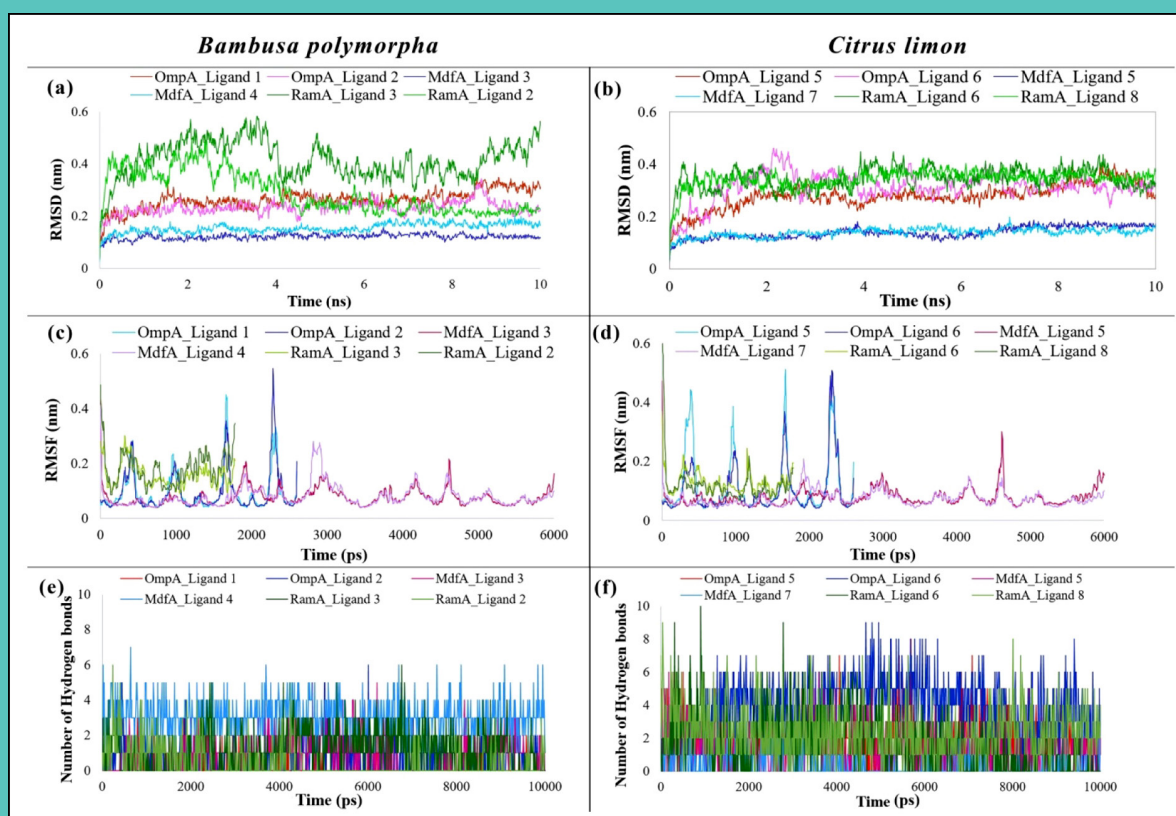 Bambusa polymorpha
Citrus limon
(a)
OmpA_Ligand 1 OmpA_Ligand 2 MdfA_Ligand 3
MdfA_Ligand 4 RamA_Ligand 3 RamA_Ligand 2
0.6
0.4
0.2
0
RMSD (nm)
0 2 4 6 8 10
Time (ns)
(b)
OmpA_Ligand 5 OmpA_Ligand 6 MdfA_Ligand 5
MdfA_Ligand 7 RamA_Ligand 6 RamA_Ligand 8
0.6
0.4
0.2
0
RMSD (nm)
0 2 4 6 8 10
Time (ns)
(c)
OmpA_Ligand 1 OmpA_Ligand 2 MdfA_Ligand 3
MdfA_Ligand 4 RamA_Ligand 3 RamA_Ligand 2
0.6
0.4
0.2
0
RMSF (nm)
0 1000 2000 3000 4000 5000 6000
Time (ps)
(d)
OmpA_Ligand 5 OmpA_Ligand 6 MdfA_Ligand 5
MdfA_Ligand 7 RamA_Ligand 6 RamA_Ligand 8
0.6
0.4
0.2
0
RMSF (nm)
0 1000 2000 3000 4000 5000 6000
Time (ps)
(e)
OmpA_Ligand 1 OmpA_Ligand 2 MdfA_Ligand 3
MdfA_Ligand 4 RamA_Ligand 3 RamA_Ligand 2
10
8
6
4
2
0
Number of Hydrogen bonds
0 2000 4000 6000 8000 10000
Time (ps)
(f)
OmpA_Ligand 5 OmpA_Ligand 6 MdfA_Ligand 5
MdfA_Ligand 7 RamA_Ligand 6 RamA_Ligand 8
10
8
6
4
2
0
Number of Hydrogen bonds
0 2000 4000 6000 8000 10000
Time (ps)